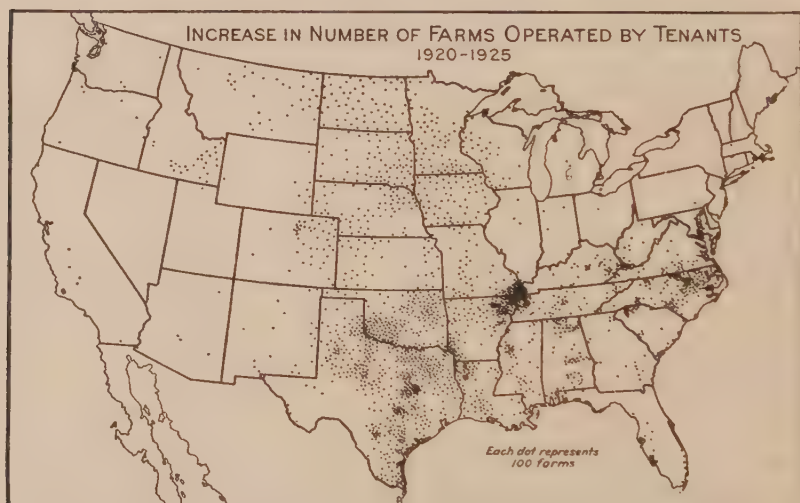 INCREASE IN NUMBER OF FARMS OPERATED BY TENANTS
1920-1925
Each dot represents
100 farms